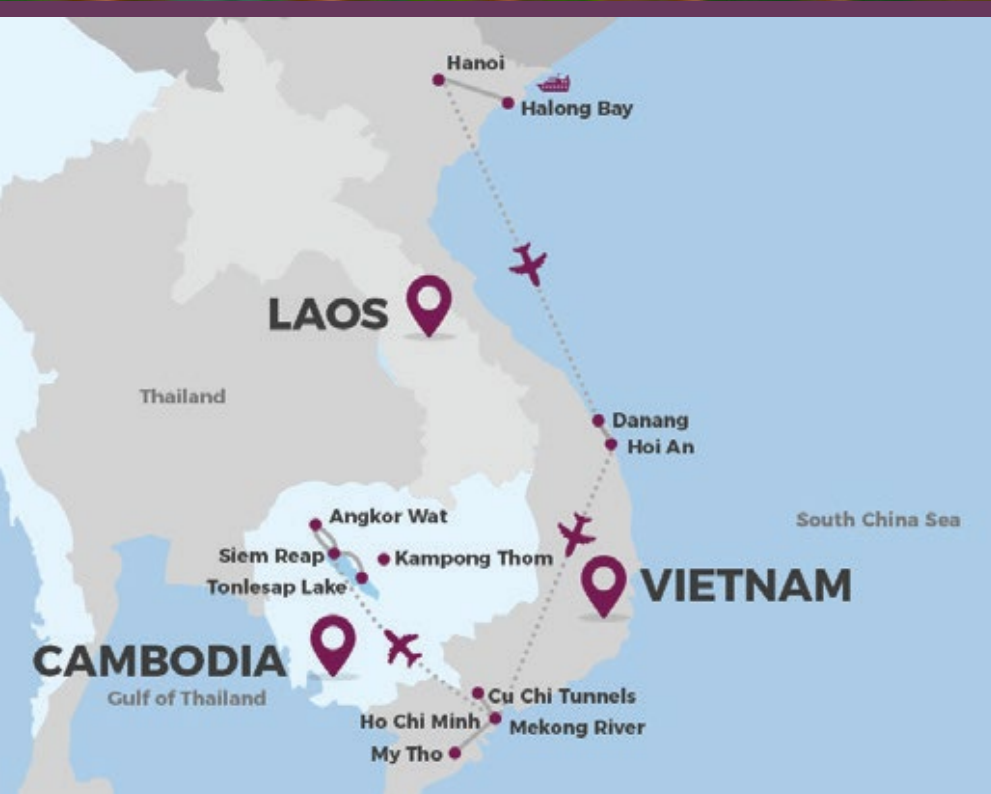 Hanoi
Halong Bay
LAOS
Thailand
Danang
Hoi An
Angkor Wat
South China Sea
Siem Reap
Kampong Thom
Tonlesap Lake
VIETNAM
CAMBODIA
Gulf of Thailand
Cu Chi Tunnels
Ho Chi Minh
Mekong River
My Tho